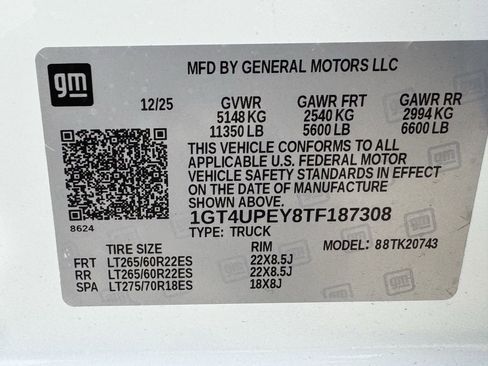 gm
MFD BY GENERAL MOTORS LLC
12/25 GVWR GAWR FRT GAWR RR
5148 KG 2540 KG 2994 KG
11350 LB 5600 LB 6600 LB
THIS VEHICLE CONFORMS TO ALL
APPLICABLE U.S. FEDERAL MOTOR
VEHICLE SAFETY STANDARDS IN EFFECT
ON THE DATE OF MANUFACTURE
SHOWN ABOVE.
8624 1GT4UPEY8TF187308
TYPE: TRUCK MODEL: 88TK20743
TIRE SIZE RIM
FRT LT265/60R22ES 22X8.5J
RR LT265/60R22ES 22X8.5J
SPA LT275/70R18ES 18X8J